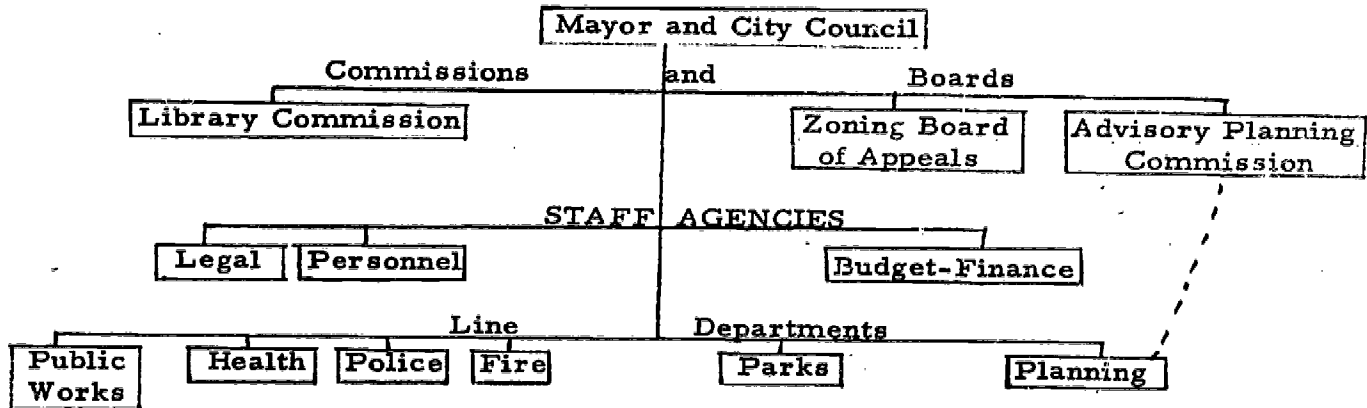 Mayor and City Council
Commissions and Boards
Library Commission
Zoning Board
of Appeals
Advisory Planning
Commission
STAFF AGENCIES
Legal
Personnel
Budget-Finance
Line Departments
Public
Works
Health
Police
Fire
Parks
Planning